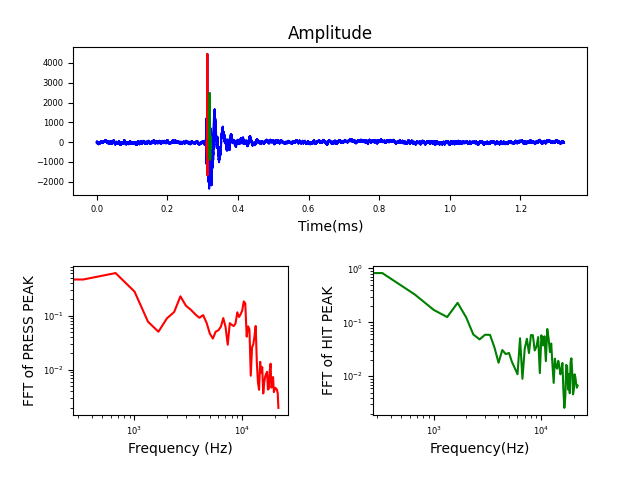 Amplitude
4000
3000
2000
1000
0
−1000
−2000
0.0 0.2 0.4 0.6 0.8 1.0 1.2
Time(ms)
FFT of PRESS PEAK
10⁻¹
10⁻²
10³ 10⁴
Frequency (Hz)
FFT of HIT PEAK
10⁰
10⁻¹
10⁻²
10³ 10⁴
Frequency(Hz)